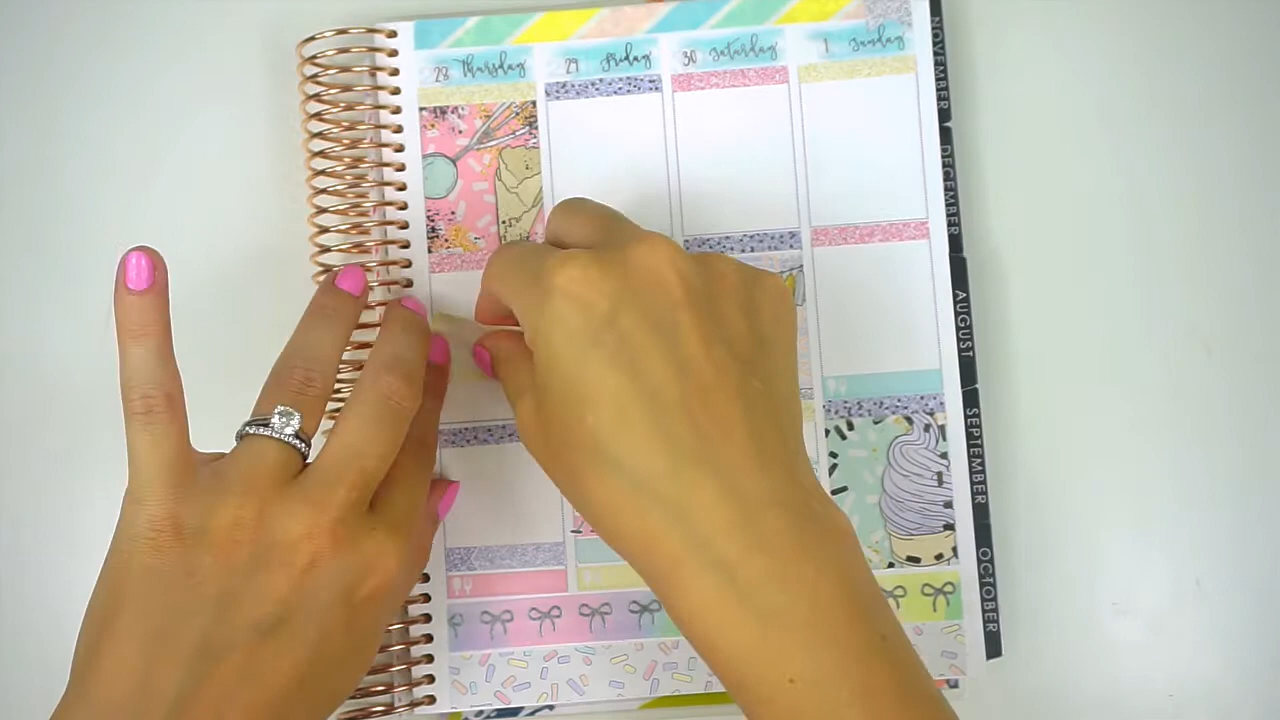 28 Thursday
29 Friday
30 Saturday
1 Sunday
NOVEMBER
DECEMBER
AUGUST
SEPTEMBER
OCTOBER